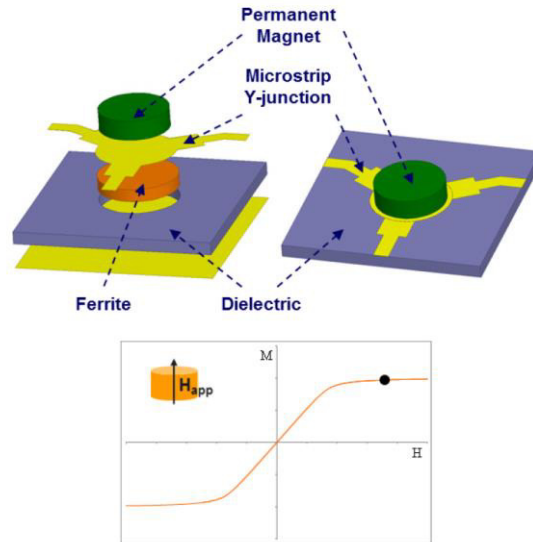 Permanent
Magnet
Microstrip
Y-junction
Ferrite
Dielectric
M
H
Happ